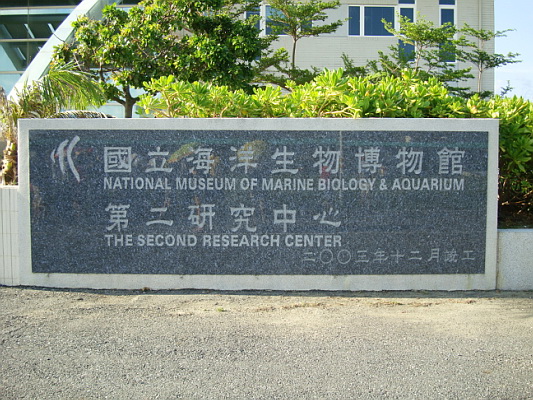 國立海洋生物博物館
NATIONAL MUSEUM OF MARINE BIOLOGY & AQUARIUM
第二研究中心
THE SECOND RESEARCH CENTER
二〇〇三年十二月竣工